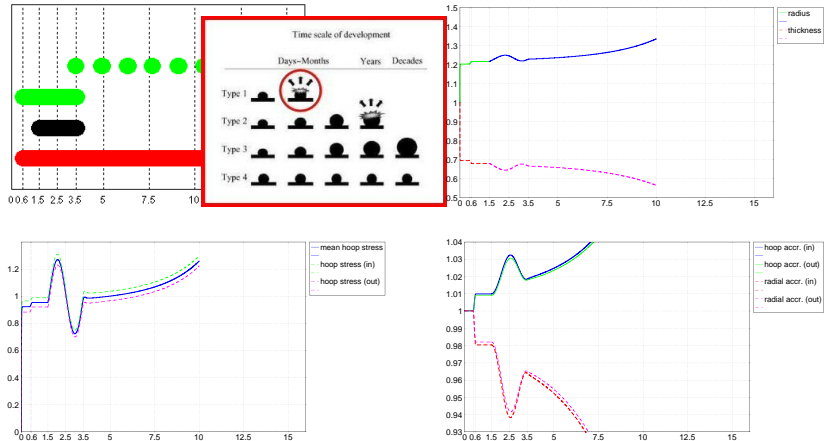 Time scale of development
Days-Months Years Decades
Type 1
Type 2
Type 3
Type 4
0 0.6 1.5 2.5 3.5 5 7.5 10
1.5
1.4
1.3
1.2
1.1
1
0.9
0.8
0.7
0.6
0.5
0 0.6 1.5 2.5 3.5 5 7.5 10 12.5 15
radius
thickness
1.2
1
0.8
0.6
0.4
0.2
0
0 0.6 1.5 2.5 3.5 5 7.5 10 12.5 15
mean hoop stress
hoop stress (in)
hoop stress (out)
1.04
1.03
1.02
1.01
1
0.99
0.98
0.97
0.96
0.95
0.94
0.93
0 0.6 1.5 2.5 3.5 5 7.5 10 12.5 15
hoop accr. (in)
hoop accr. (out)
radial accr. (in)
radial accr. (out)